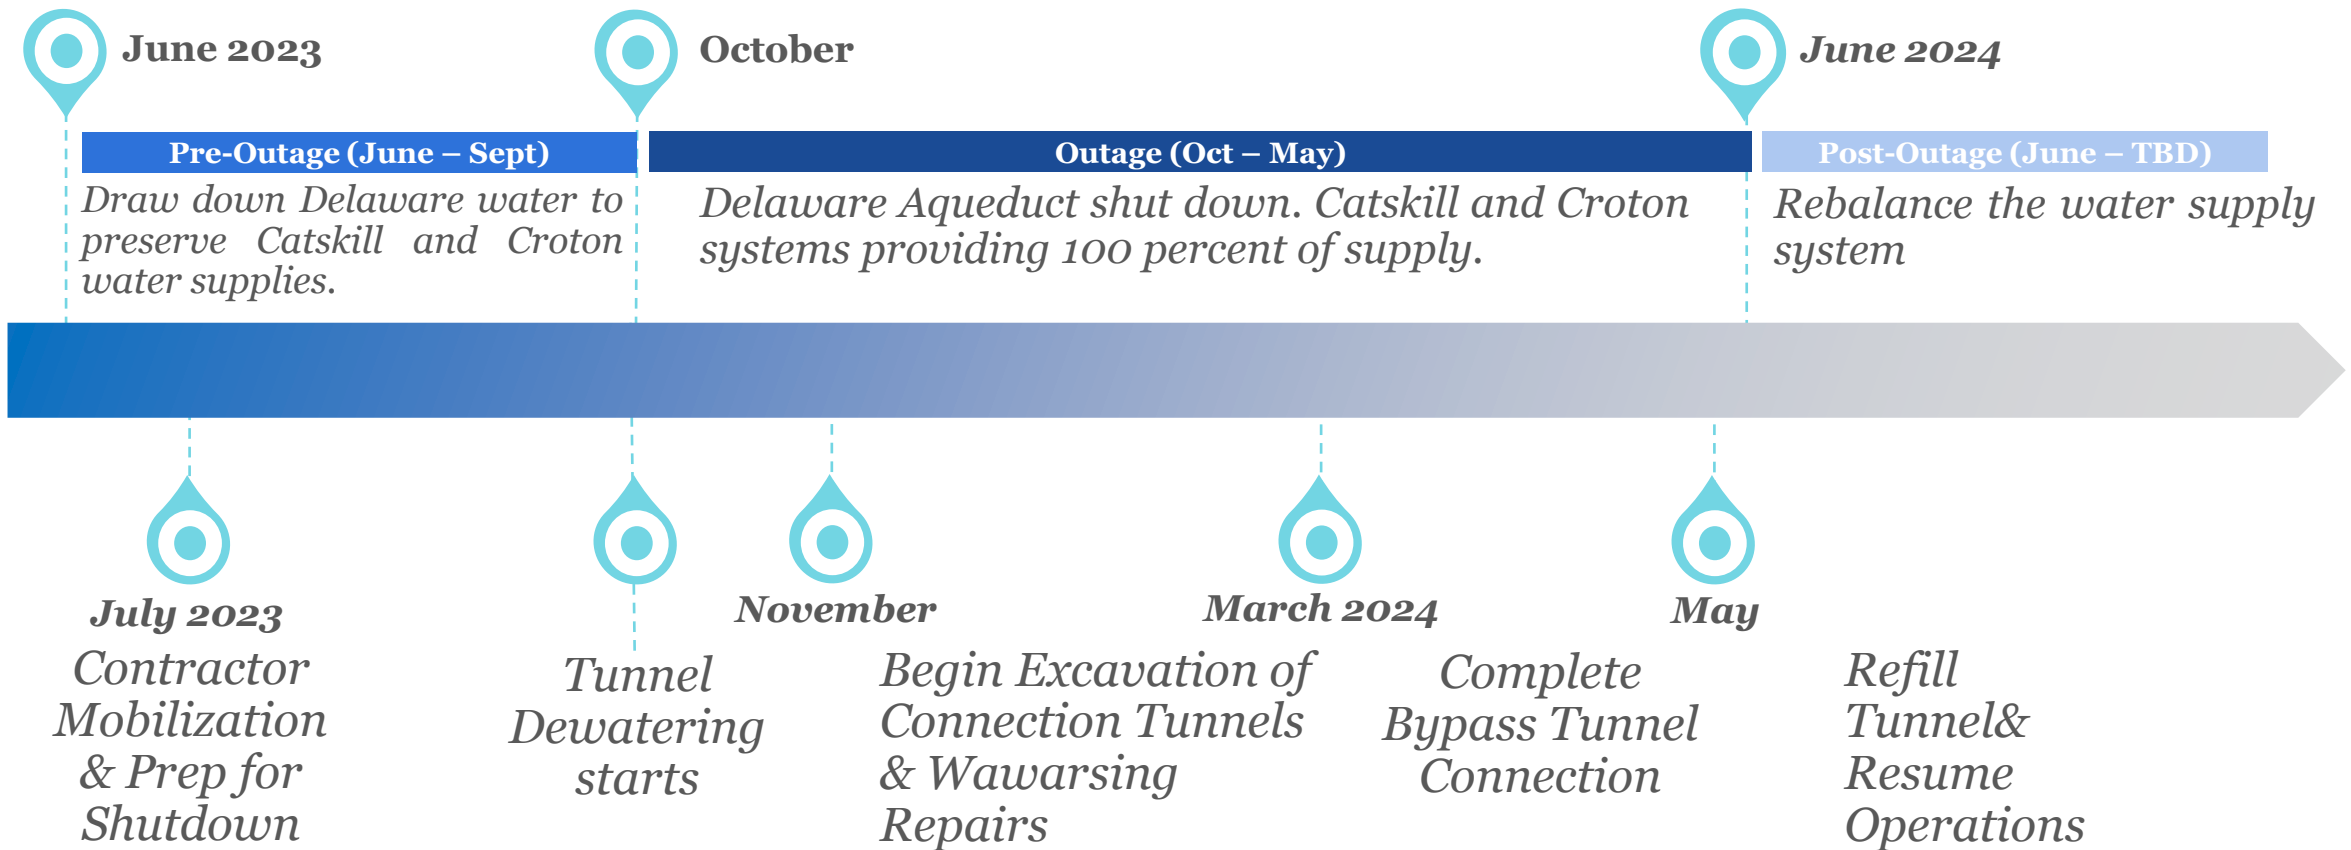 June 2023
October
June 2024
Pre-Outage (June – Sept)
Outage (Oct – May)
Post-Outage (June – TBD)
Draw down Delaware water to
preserve Catskill and Croton
water supplies.
Delaware Aqueduct shut down. Catskill and Croton
systems providing 100 percent of supply.
Rebalance the water supply
system
July 2023
Contractor
Mobilization
& Prep for
Shutdown
Tunnel
Dewatering
starts
November
Begin Excavation of
Connection Tunnels
& Wawarsing
Repairs
March 2024
Complete
Bypass Tunnel
Connection
May
Refill
Tunnel&
Resume
Operations